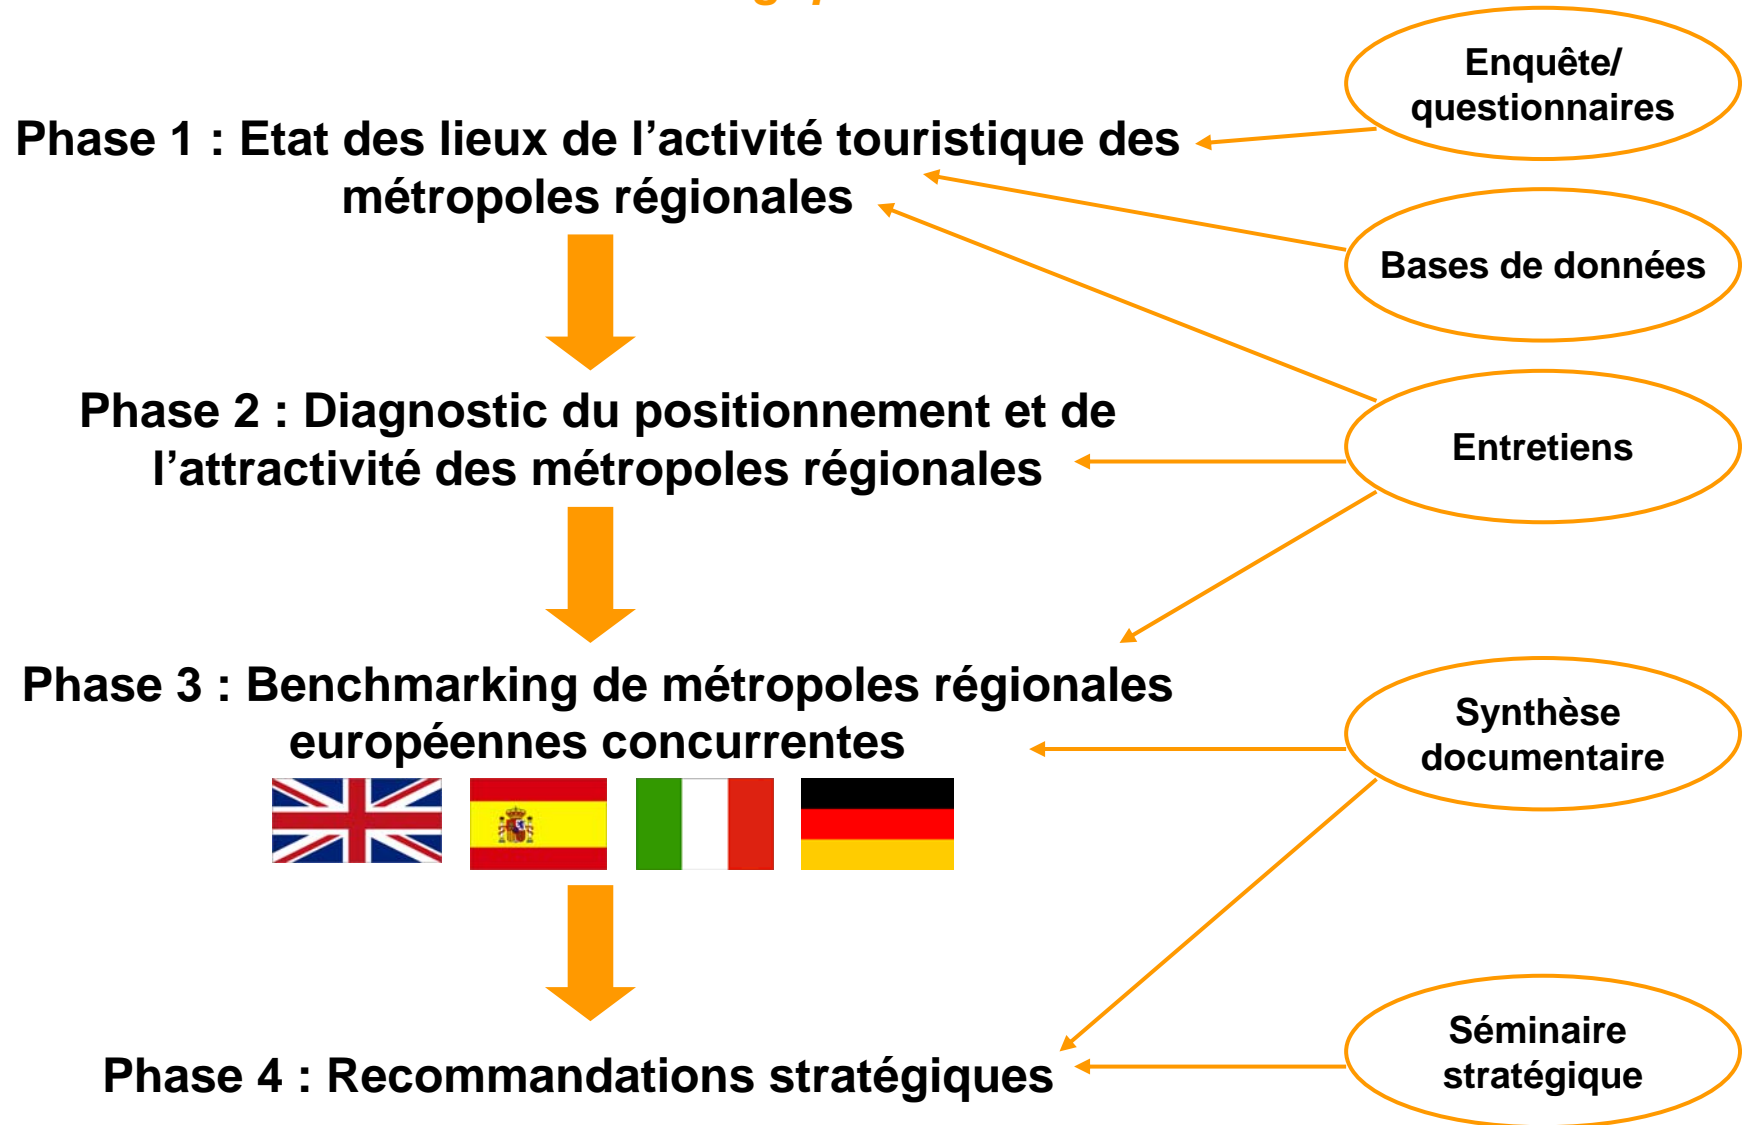 Enquête/
questionnaires
Phase 1 : Etat des lieux de l’activité touristique des
métropoles régionales
Bases de données
Phase 2 : Diagnostic du positionnement et de
l’attractivité des métropoles régionales
Entretiens
Phase 3 : Benchmarking de métropoles régionales
européennes concurrentes
Synthèse
documentaire
Phase 4 : Recommandations stratégiques
Séminaire
stratégique